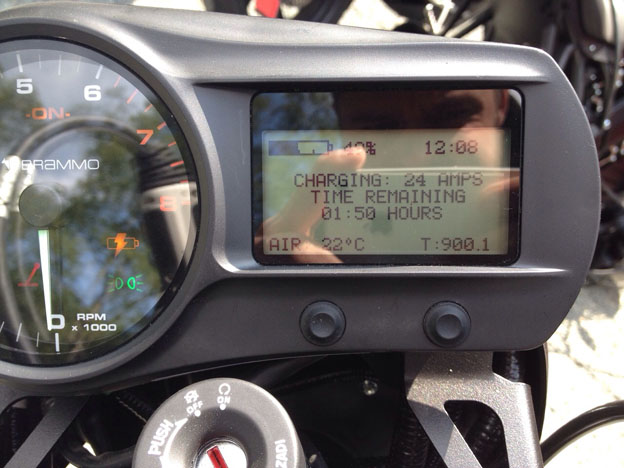 5
6
-ON-
7
BRAMMO
8
0
RPM
x 1000
12:08
CHARGING: 24 AMPS
TIME REMAINING
01:50 HOURS
AIR 22°C T:900.1
PUSH
OFF
ON
ZADI